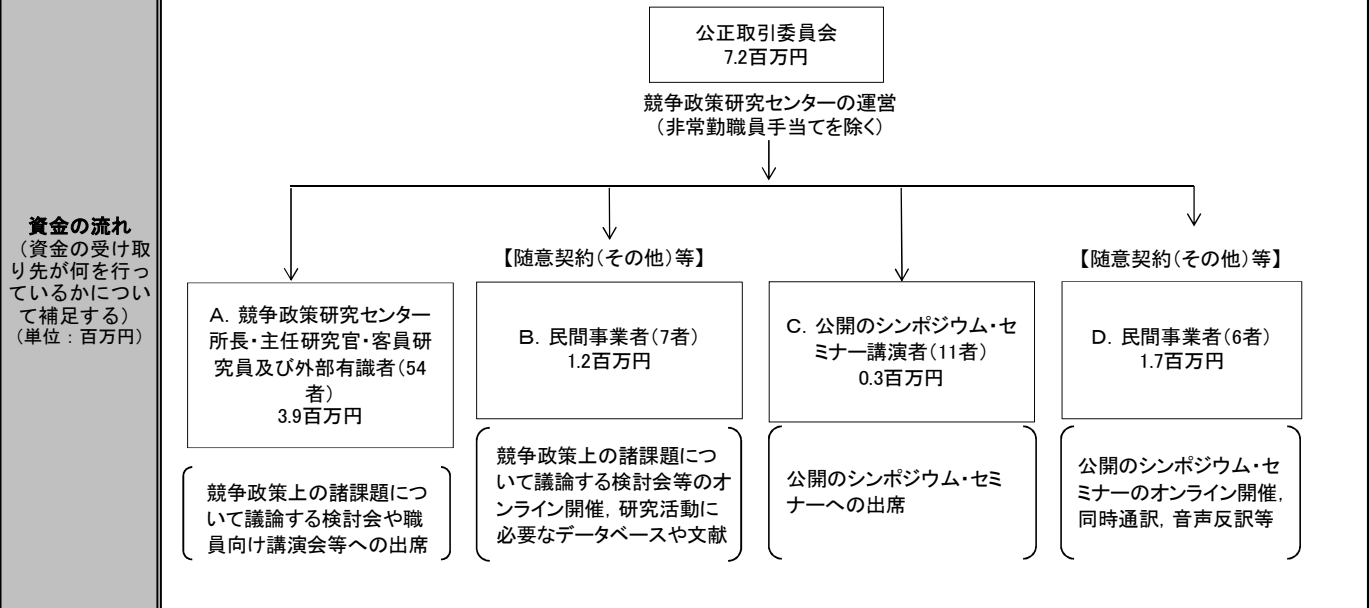 公正取引委員会
7.2百万円
競争政策研究センターの運営
（非常勤職員手当てを除く）
資金の流れ
（資金の受け取
り先が何を行っ
ているかについ
て補足する）
（単位：百万円）
【随意契約（その他）等】
【随意契約（その他）等】
A．競争政策研究センター
所長・主任研究官・客員研
究員及び外部有識者（54
者）
3.9百万円
B．民間事業者（7者）
1.2百万円
C．公開のシンポジウム・セ
ミナー講演者（11者）
0.3百万円
D．民間事業者（6者）
1.7百万円
競争政策上の諸課題につ
いて議論する検討会や職
員向け講演会等への出席
競争政策上の諸課題につ
いて議論する検討会等のオ
ンライン開催，研究活動に
必要なデータベースや文献
公開のシンポジウム・セミ
ナーへの出席
公開のシンポジウム・セ
ミナーのオンライン開催，
同時通訳，音声反訳等